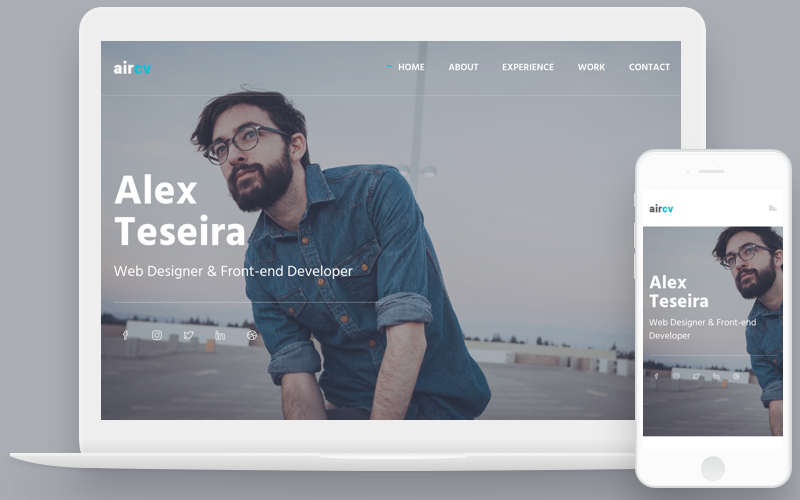 aircv
HOME ABOUT EXPERIENCE WORK CONTACT
Alex
Teseira
Web Designer & Front-end Developer
aircv
Alex
Teseira
Web Designer & Front-end
Developer